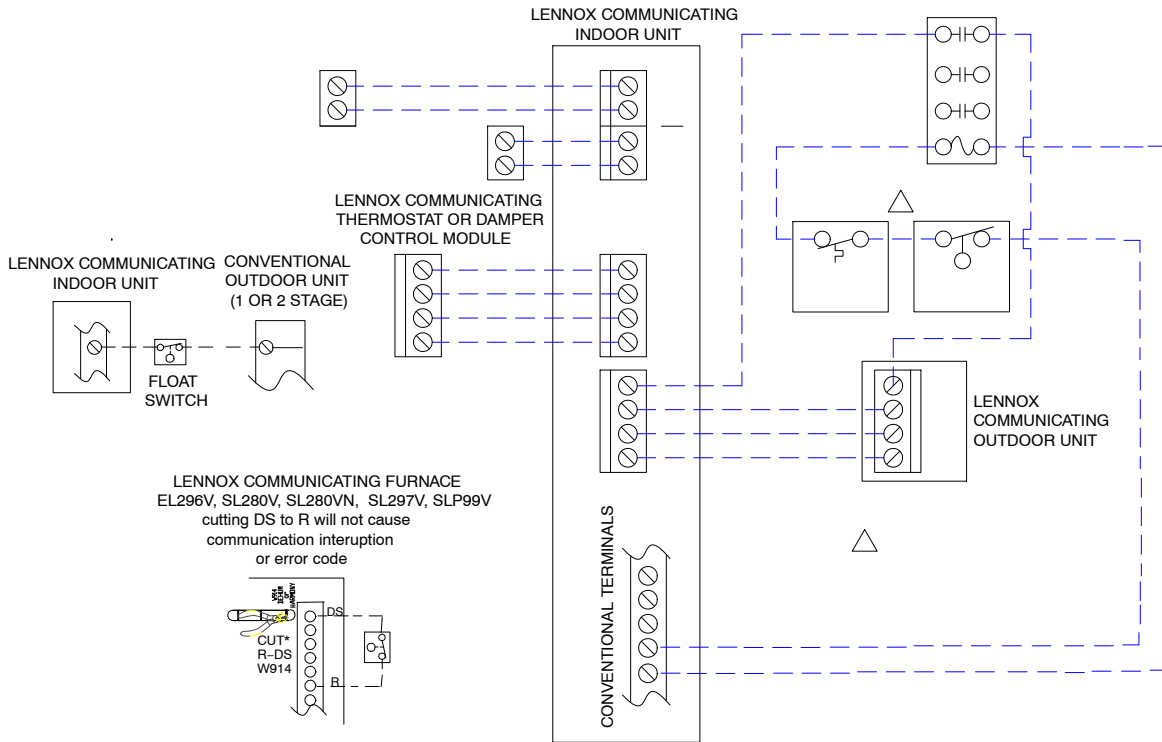 LENNOX COMMUNICATING
INDOOR UNIT
LENNOX COMMUNICATING
THERMOSTAT OR DAMPER
CONTROL MODULE
LENNOX COMMUNICATING
INDOOR UNIT
CONVENTIONAL
OUTDOOR UNIT
(1 OR 2 STAGE)
FLOAT
SWITCH
LENNOX
COMMUNICATING
OUTDOOR UNIT
LENNOX COMMUNICATING FURNACE
EL296V, SL280V, SL280VN, SL297V, SLP99V
cutting DS to R will not cause
communication interuption
or error code
CONVENTIONAL TERMINALS
DS
CUT*
R-DS
W914
R